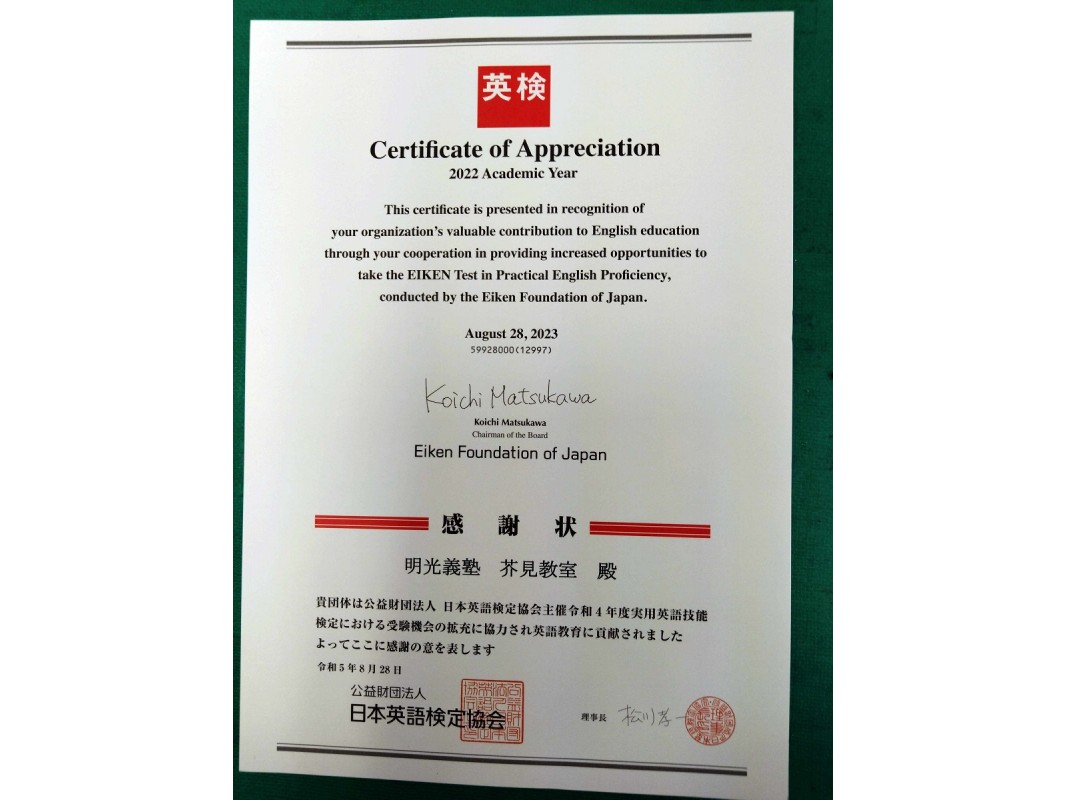 英検
Certificate of Appreciation
2022 Academic Year
This certificate is presented in recognition of
your organization's valuable contribution to English education
through your cooperation in providing increased opportunities to
take the EIKEN Test in Practical English Proficiency,
conducted by the Eiken Foundation of Japan.
August 28, 2023
59928000(12997)
Koichi Matsukawa
Koichi Matsukawa
Chairman of the Board
Eiken Foundation of Japan
感謝状
明光義塾 芥見教室 殿
貴団体は公益財団法人 日本英語検定協会主催令和4年度実用英語技能
検定における受験機会の拡充に協力され英語教育に貢献されました
よってここに感謝の意を表します
令和5年8月28日
公益財団法人
日本英語検定協会
理事長 松川孝一